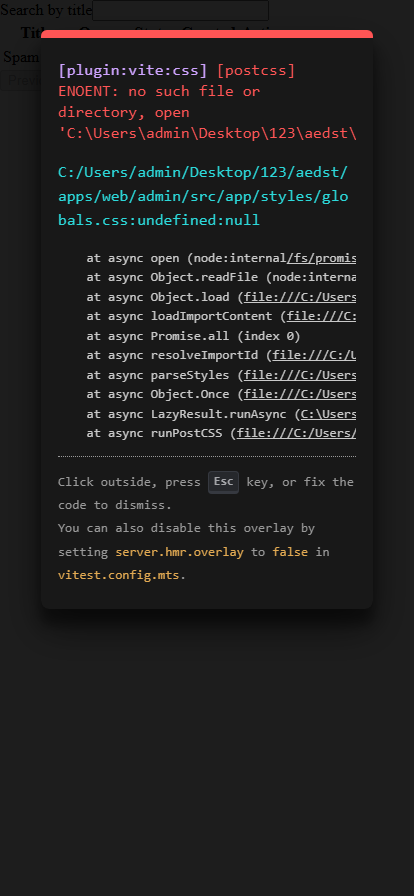 Search by title
Spam
[plugin:vite:css] [postcss]
ENOENT: no such file or
directory, open
'C:\Users\admin\Desktop\123\aedst\
C:/Users/admin/Desktop/123/aedst/
apps/web/admin/src/app/styles/glo
bals.css:undefined:null
at async open (node:internal/fs/promis
at async Object.readFile (node:interna
at async Object.load (file:///C:/Users
at async loadImportContent (file:///C:
at async Promise.all (index 0)
at async resolveImportId (file:///C:/U
at async parseStyles (file:///C:/Users
at async Object.Once (file:///C:/Users
at async LazyResult.runAsync (C:\Users
at async runPostCSS (file:///C:/Users/
Click outside, press Esc key, or fix the
code to dismiss.
You can also disable this overlay by
setting server.hmr.overlay to false in
vitest.config.mts.